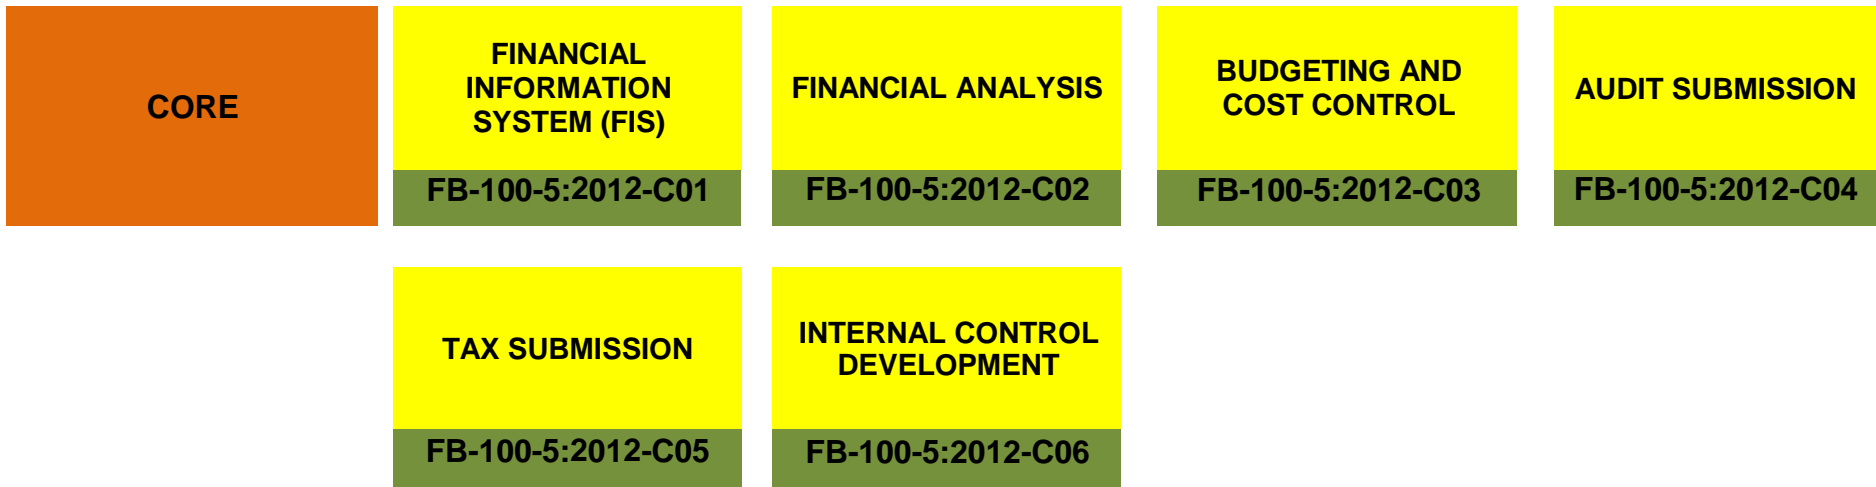 CORE
FINANCIAL
INFORMATION
SYSTEM (FIS)
FB-100-5:2012-C01
FINANCIAL ANALYSIS
FB-100-5:2012-C02
BUDGETING AND
COST CONTROL
FB-100-5:2012-C03
AUDIT SUBMISSION
FB-100-5:2012-C04
TAX SUBMISSION
FB-100-5:2012-C05
INTERNAL CONTROL
DEVELOPMENT
FB-100-5:2012-C06